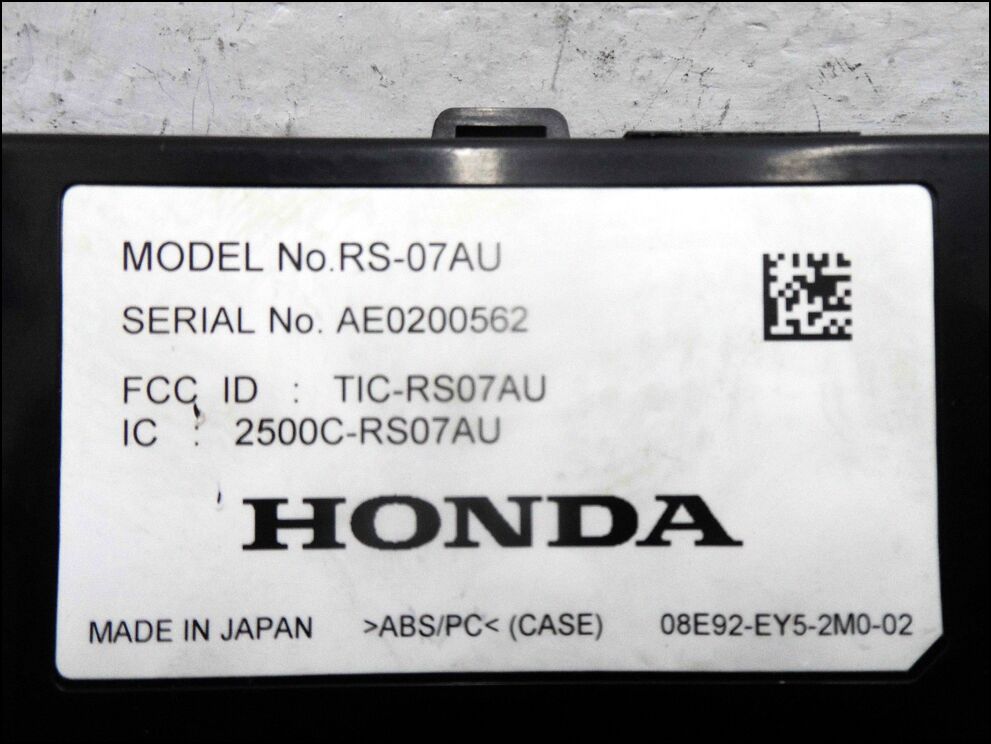 MODEL No.RS-07AU
SERIAL No. AE0200562
FCC ID : TIC-RS07AU
IC : 2500C-RS07AU
HONDA
MADE IN JAPAN >ABS/PC< (CASE) 08E92-EY5-2M0-02